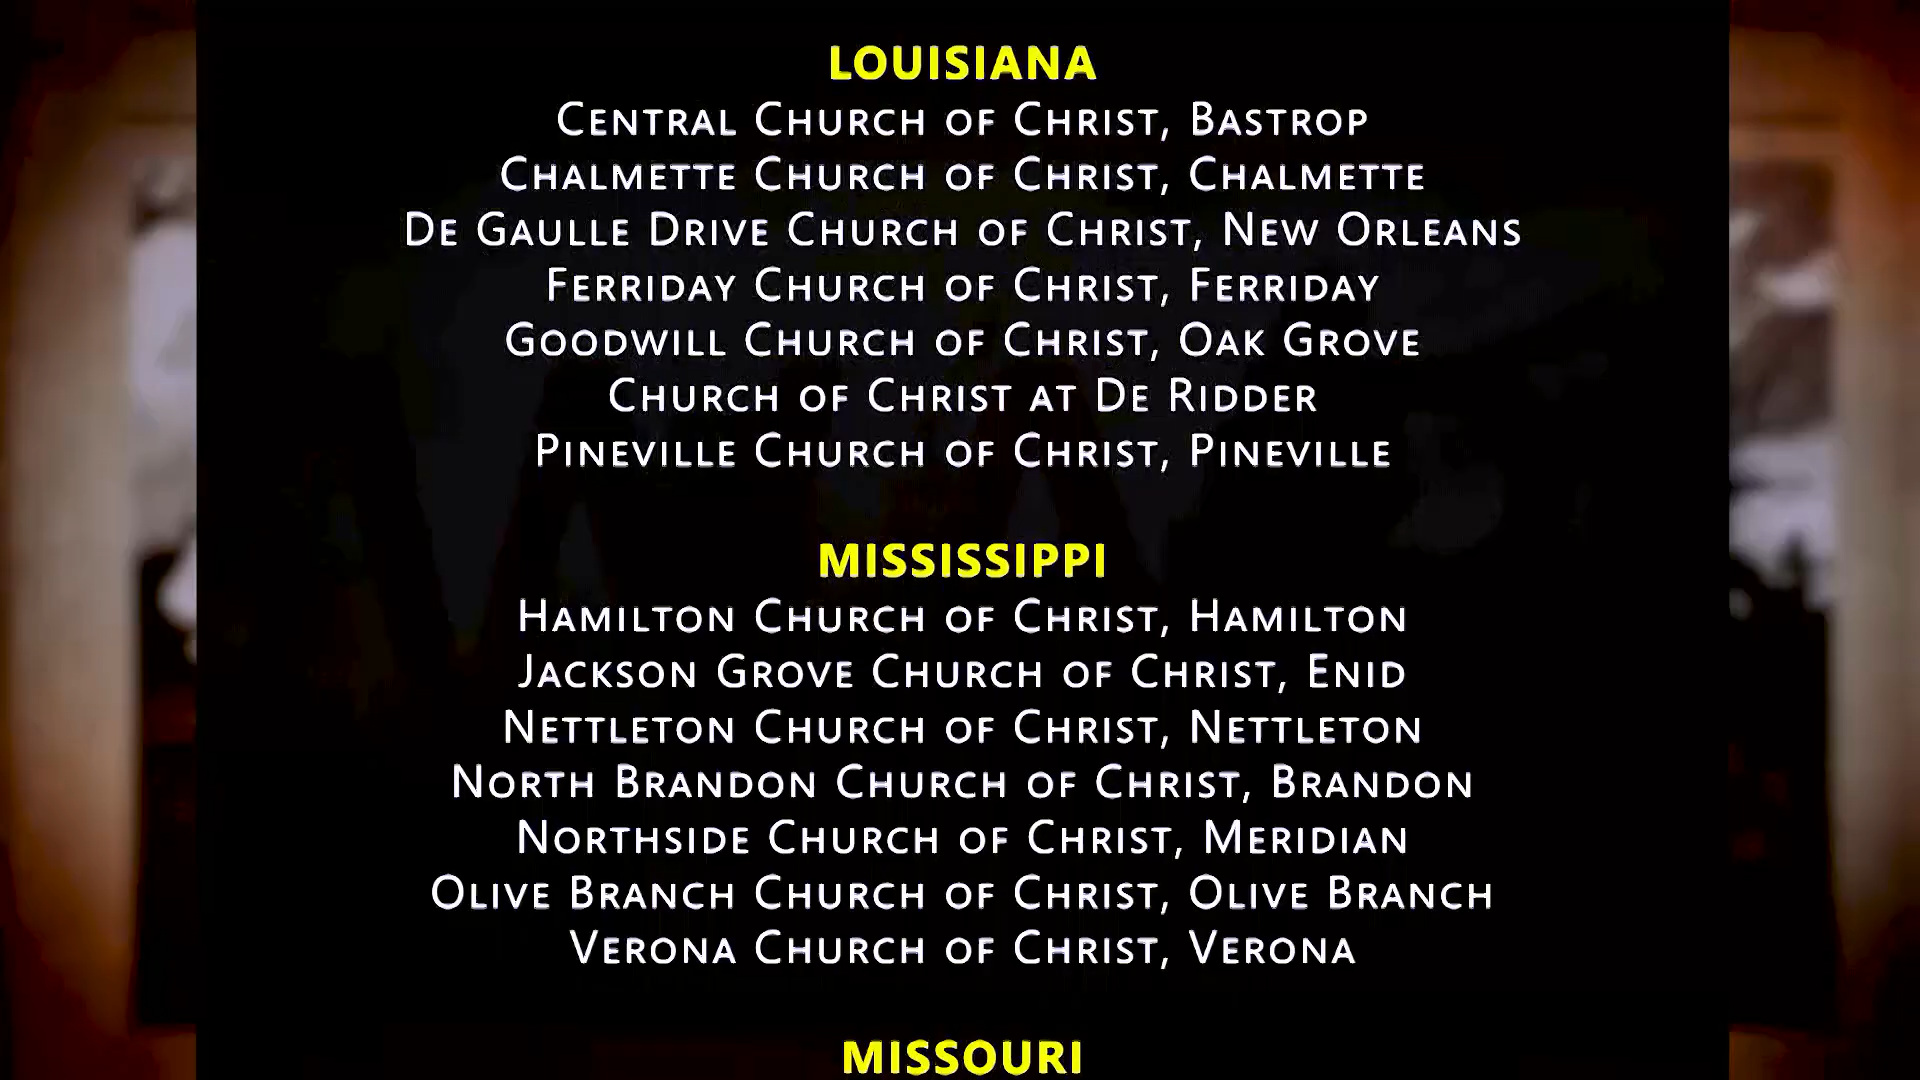 LOUISIANA
CENTRAL CHURCH OF CHRIST, BASTROP
CHALMETTE CHURCH OF CHRIST, CHALMETTE
DE GAULLE DRIVE CHURCH OF CHRIST, NEW ORLEANS
FERRIDAY CHURCH OF CHRIST, FERRIDAY
GOODWILL CHURCH OF CHRIST, OAK GROVE
CHURCH OF CHRIST AT DE RIDDER
PINEVILLE CHURCH OF CHRIST, PINEVILLE
MISSISSIPPI
HAMILTON CHURCH OF CHRIST, HAMILTON
JACKSON GROVE CHURCH OF CHRIST, ENID
NETTLETON CHURCH OF CHRIST, NETTLETON
NORTH BRANDON CHURCH OF CHRIST, BRANDON
NORTHSIDE CHURCH OF CHRIST, MERIDIAN
OLIVE BRANCH CHURCH OF CHRIST, OLIVE BRANCH
VERONA CHURCH OF CHRIST, VERONA
MISSOURI